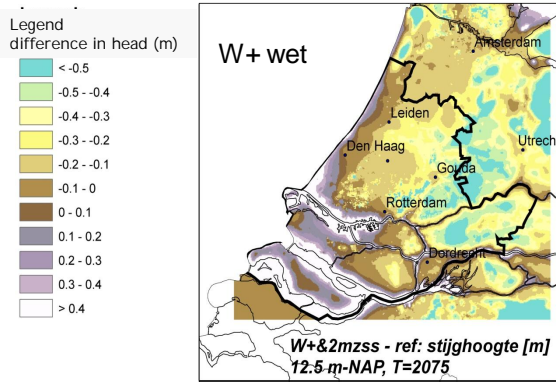 Legend
difference in head (m)
< -0.5
-0.5 - -0.4
-0.4 - -0.3
-0.3 - -0.2
-0.2 - -0.1
-0.1 - 0
0 - 0.1
0.1 - 0.2
0.2 - 0.3
0.3 - 0.4
> 0.4
W+ wet
Amsterdam
Leiden
Utrech
Den Haag
Gouda
Rotterdam
Dordrecht
W+&2mzss - ref: stijghoogte [m]
12.5 m-NAP, T=2075